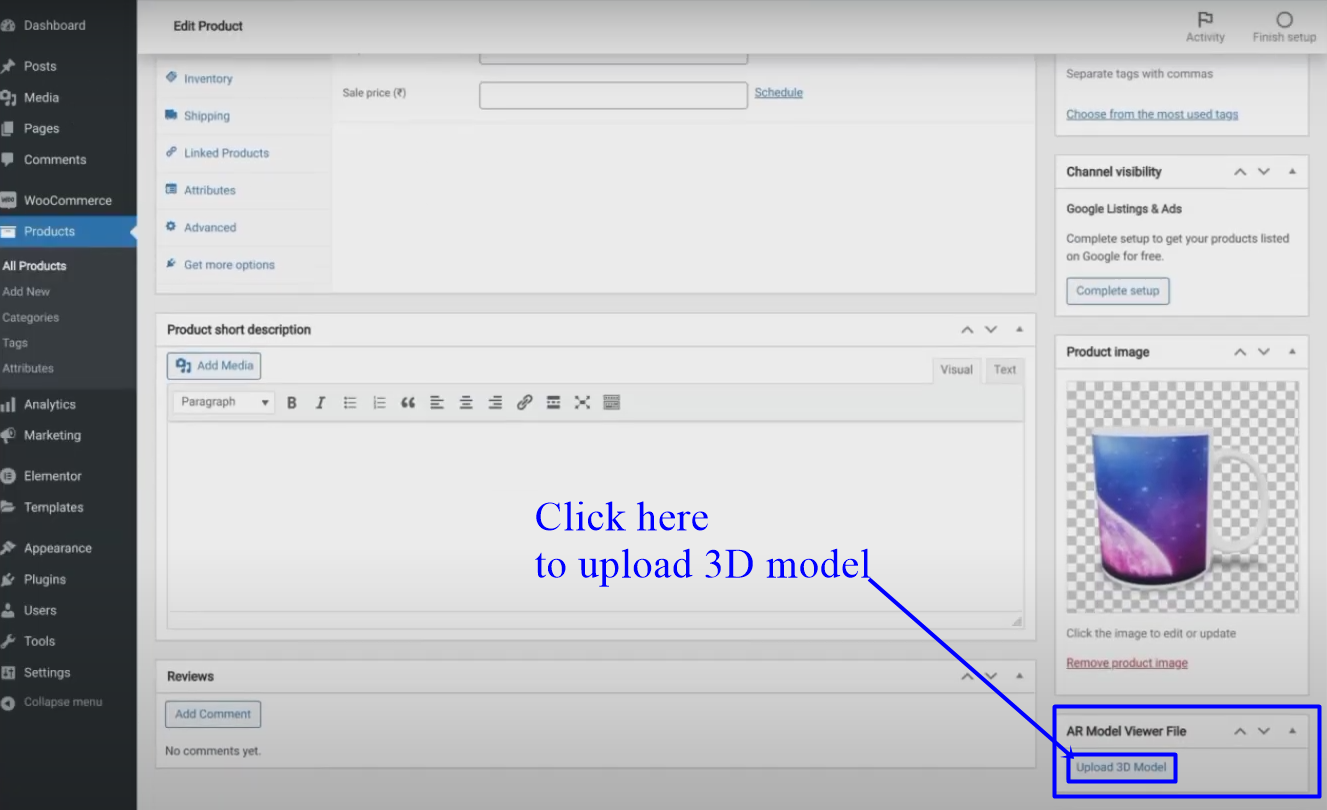 Dashboard
Posts
Media
Pages
Comments
WooCommerce
Products
All Products
Add New
Categories
Tags
Attributes
Analytics
Marketing
Elementor
Templates
Appearance
Plugins
Users
Tools
Settings
Collapse menu
Edit Product
Activity
Finish setup
Inventory
Shipping
Linked Products
Attributes
Advanced
Get more options
Sale price (₹)
Schedule
Product short description
Add Media
Visual
Text
Paragraph
Click here
to upload 3D model
Reviews
Add Comment
No comments yet.
Separate tags with commas
Choose from the most used tags
Channel visibility
Google Listings & Ads
Complete setup to get your products listed
on Google for free.
Complete setup
Product image
Click the image to edit or update
Remove product image
AR Model Viewer File
Upload 3D Model